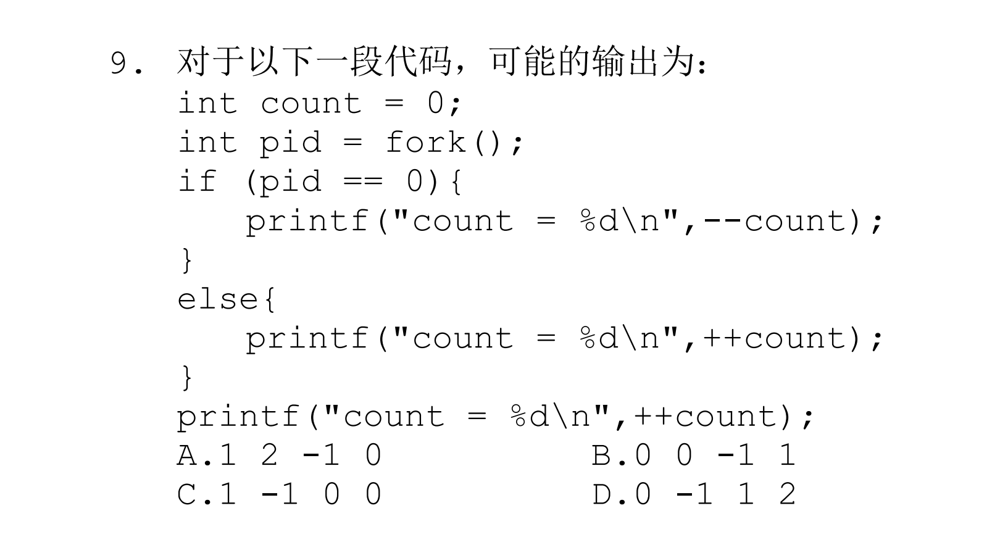 9. 对于以下一段代码，可能的输出为：
int count = 0;
int pid = fork();
if (pid == 0){
printf("count = %d\n",--count);
}
else{
printf("count = %d\n",++count);
}
printf("count = %d\n",++count);
A.1 2 -1 0 B.0 0 -1 1
C.1 -1 0 0 D.0 -1 1 2